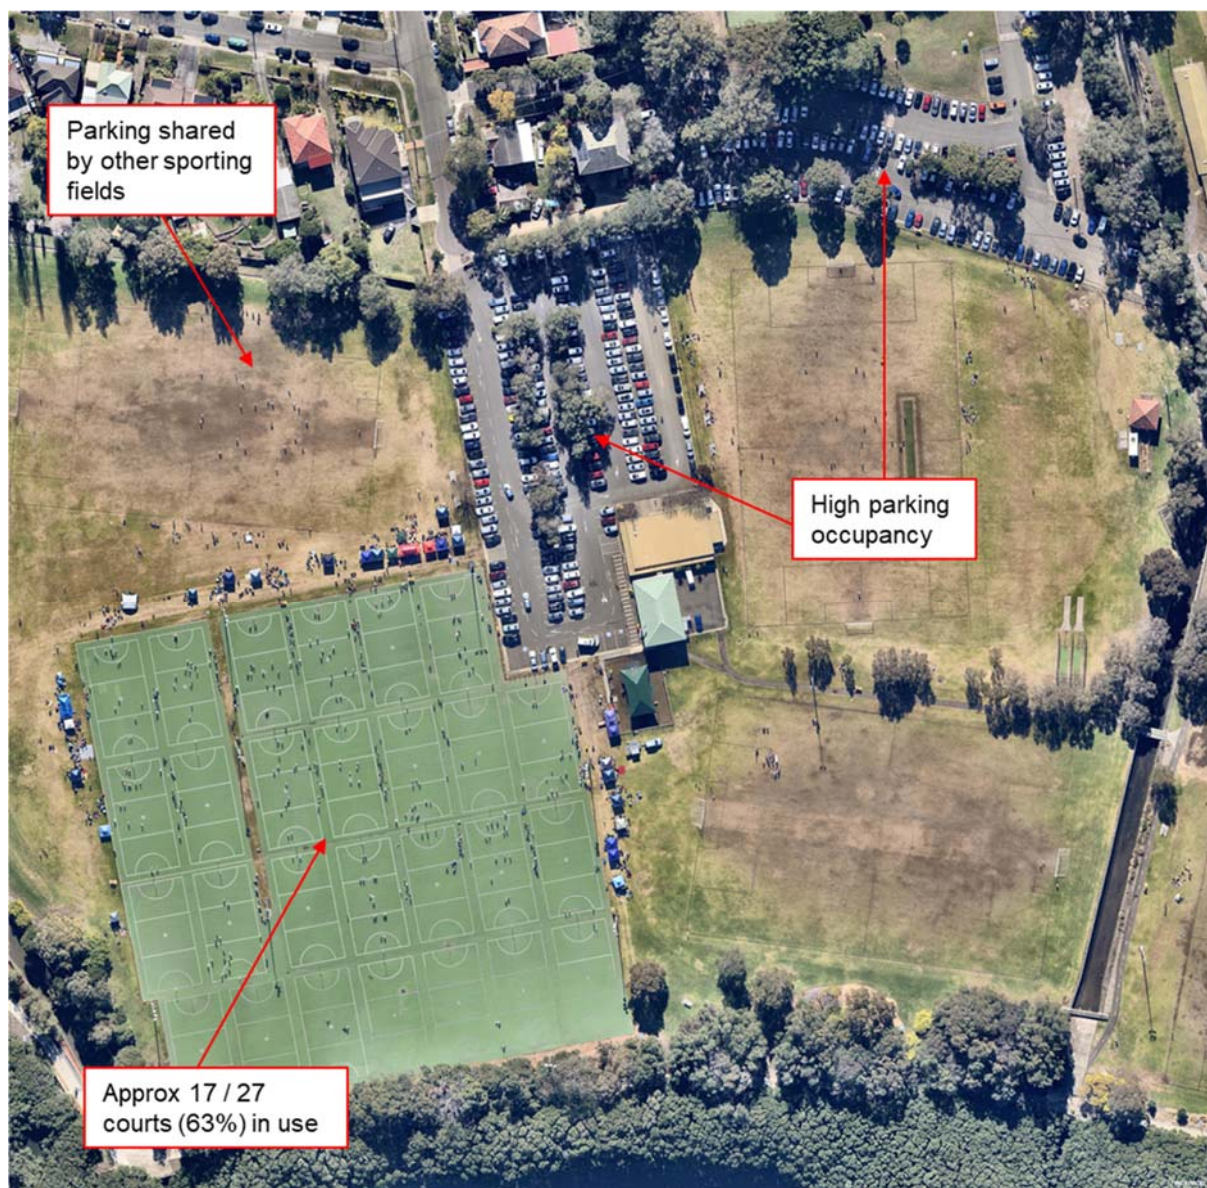 Parking shared
by other sporting
fields
High parking
occupancy
Approx 17 / 27
courts (63%) in use